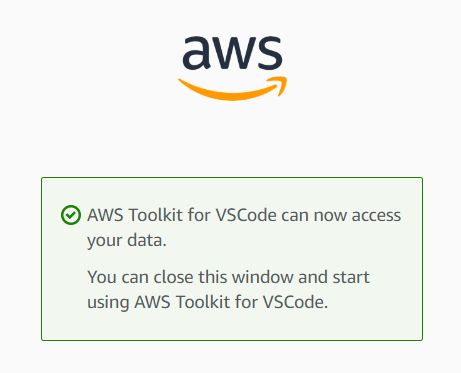 aws
AWS Toolkit for VSCode can now access
your data.
You can close this window and start
using AWS Toolkit for VSCode.